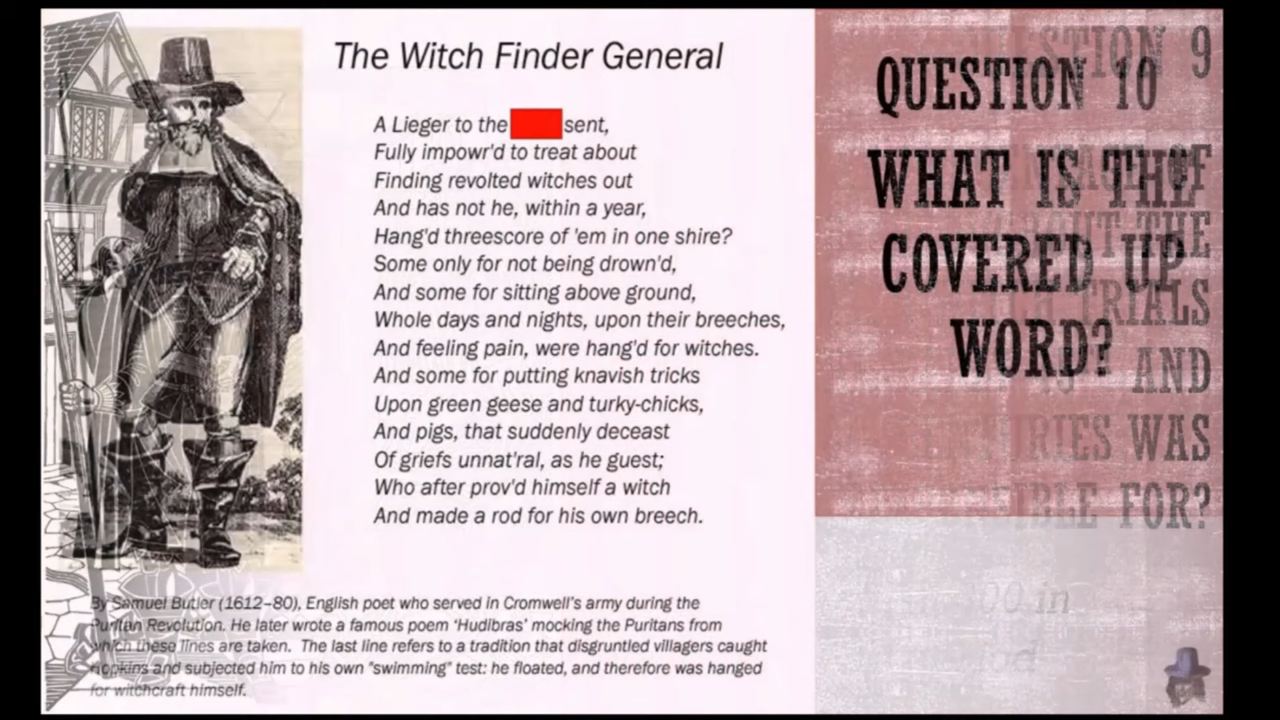 The Witch Finder General
A Lieger to the sent,
Fully impowr'd to treat about
Finding revolted witches out
And has not he, within a year,
Hang'd threescore of 'em in one shire?
Some only for not being drown'd,
And some for sitting above ground,
Whole days and nights, upon their breeches,
And feeling pain, were hang'd for witches.
And some for putting knavish tricks
Upon green geese and turky-chicks,
And pigs, that suddenly deceast
Of griefs unnat'ral, as he guest;
Who after prov'd himself a witch
And made a rod for his own breech.
By Samuel Butler (1612–80), English poet who served in Cromwell's army during the
Puritan Revolution. He later wrote a famous poem 'Hudibras' mocking the Puritans from
which these lines are taken. The last line refers to a tradition that disgruntled villagers caught
Hopkins and subjected him to his own "swimming" test: he floated, and therefore was hanged
for witchcraft himself.
QUESTION 10
WHAT IS THE
COVERED UP
WORD?
QUESTION 9
OF
THE
TRIALS
AND
WAS
FOR?